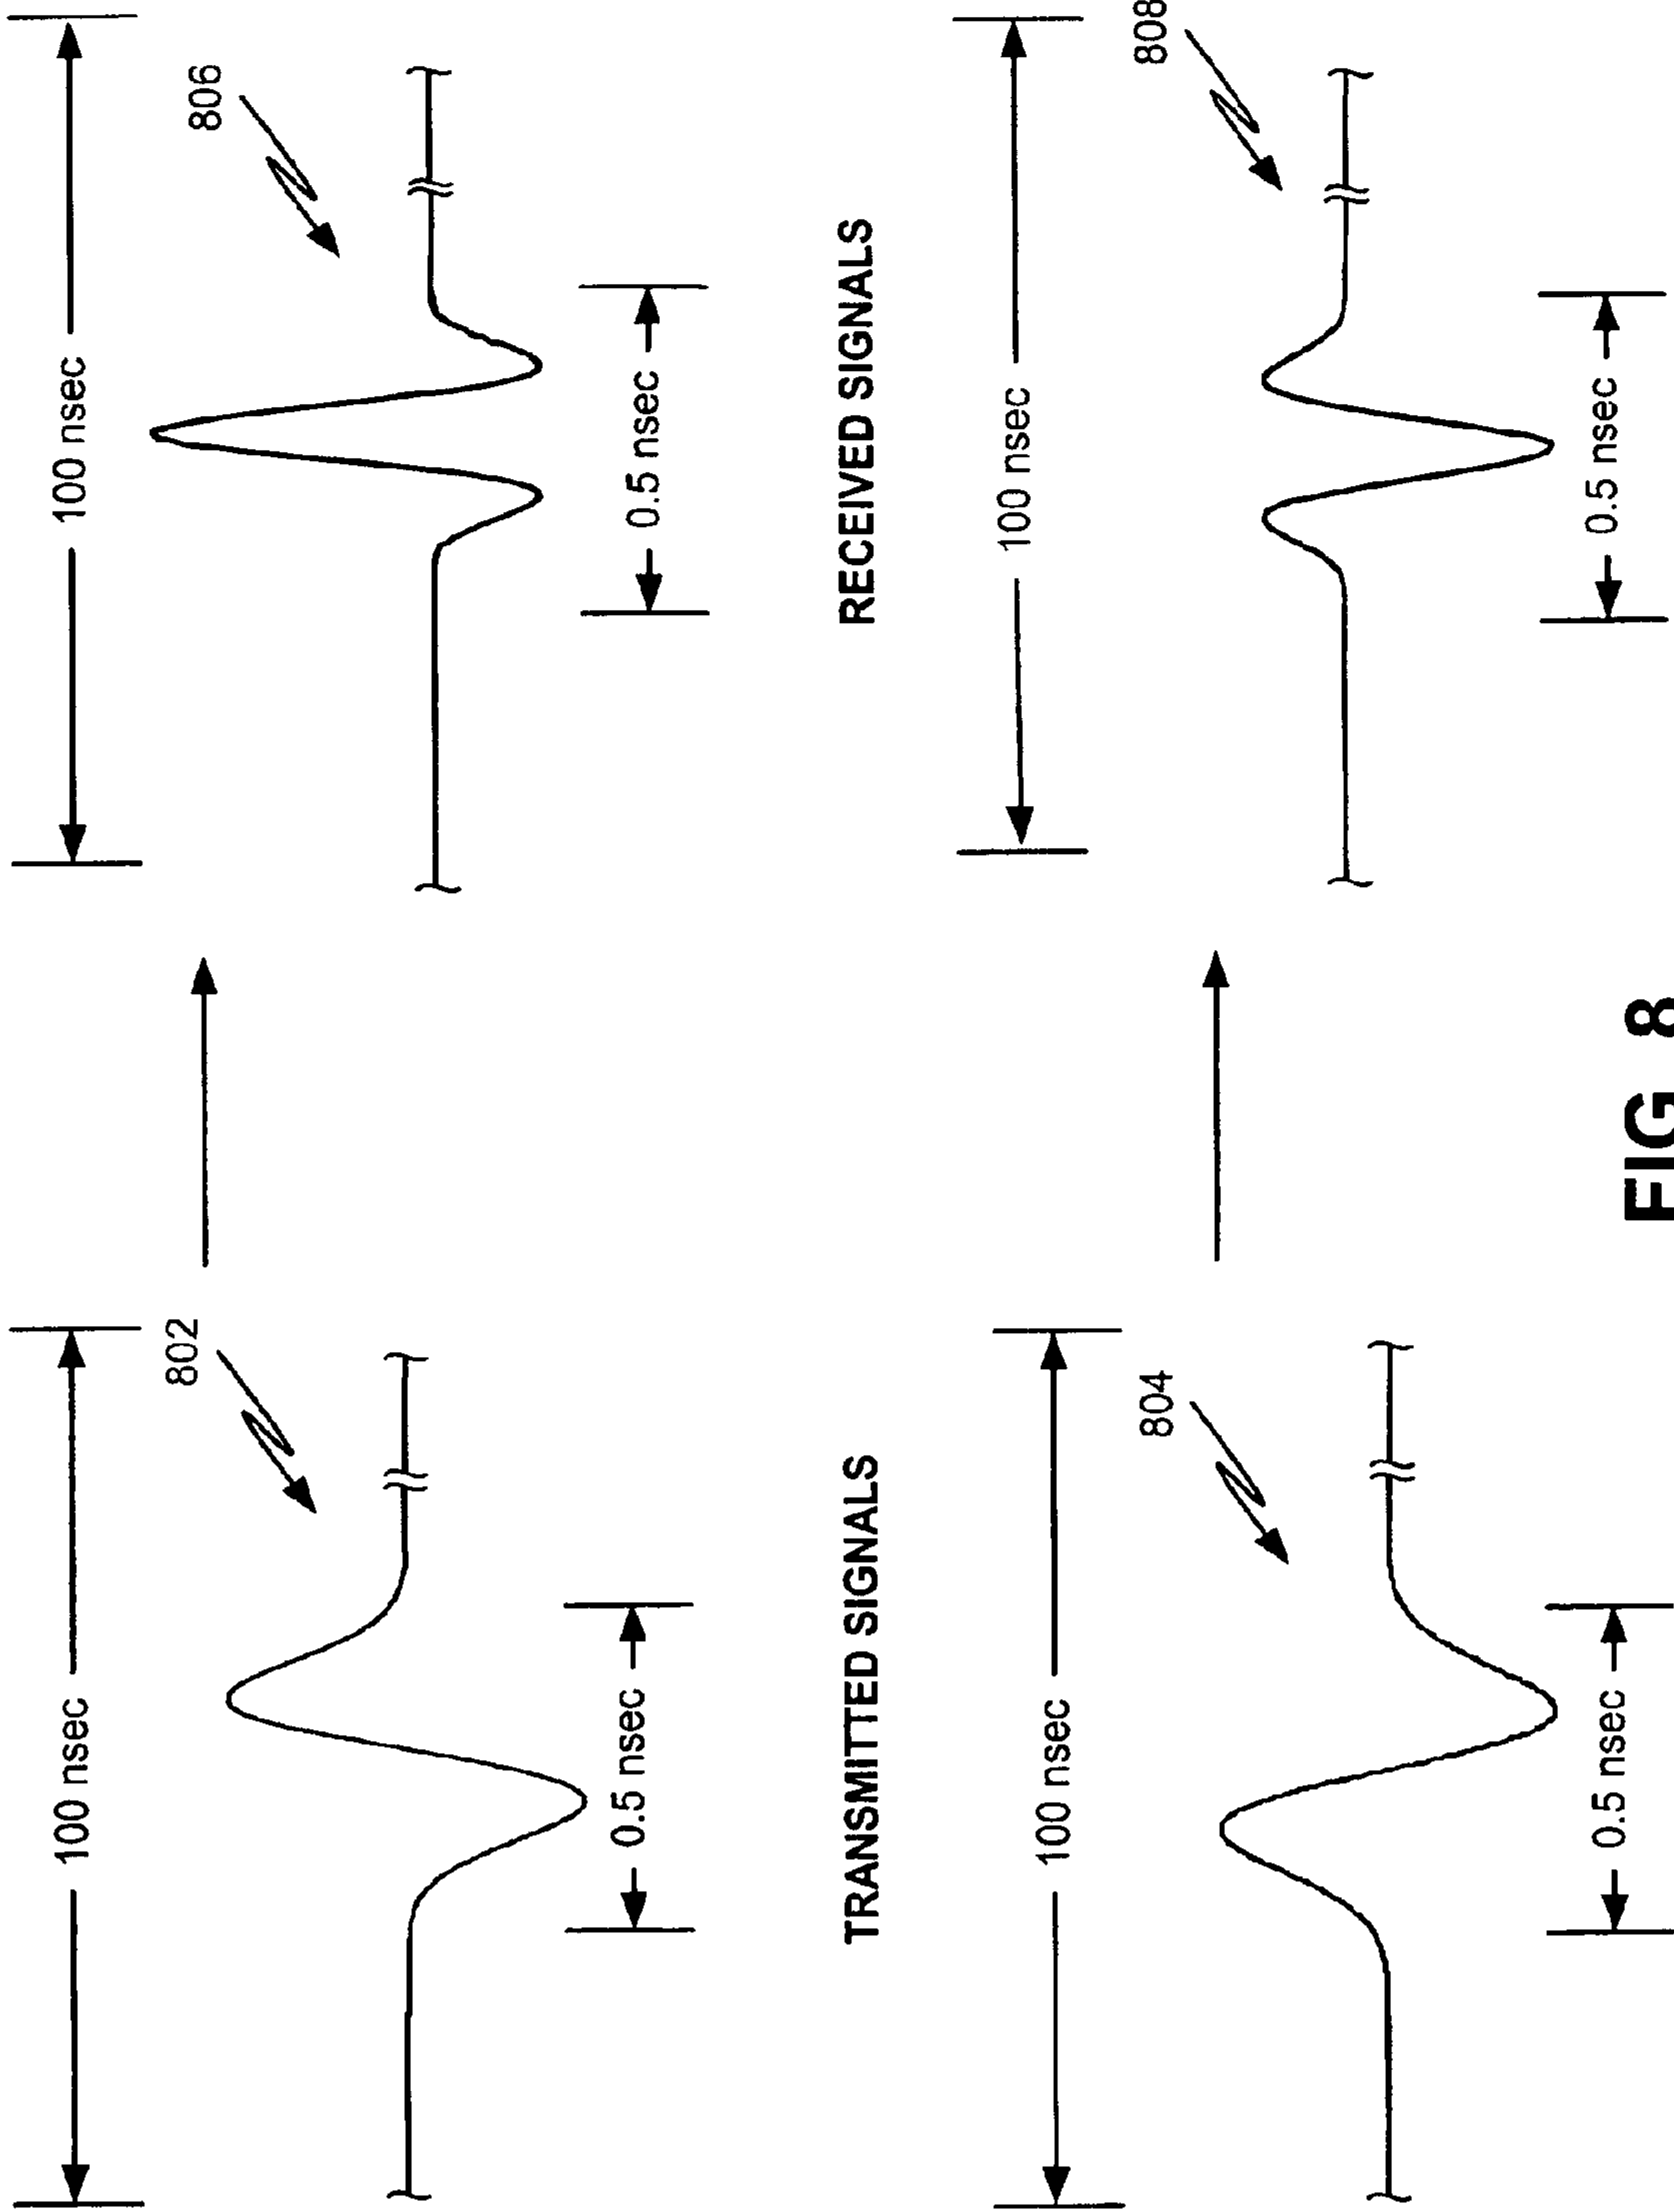 100 nsec
802
0.5 nsec
100 nsec
806
0.5 nsec
TRANSMITTED SIGNALS
RECEIVED SIGNALS
100 nsec
804
0.5 nsec
100 nsec
808
0.5 nsec
FIG 8